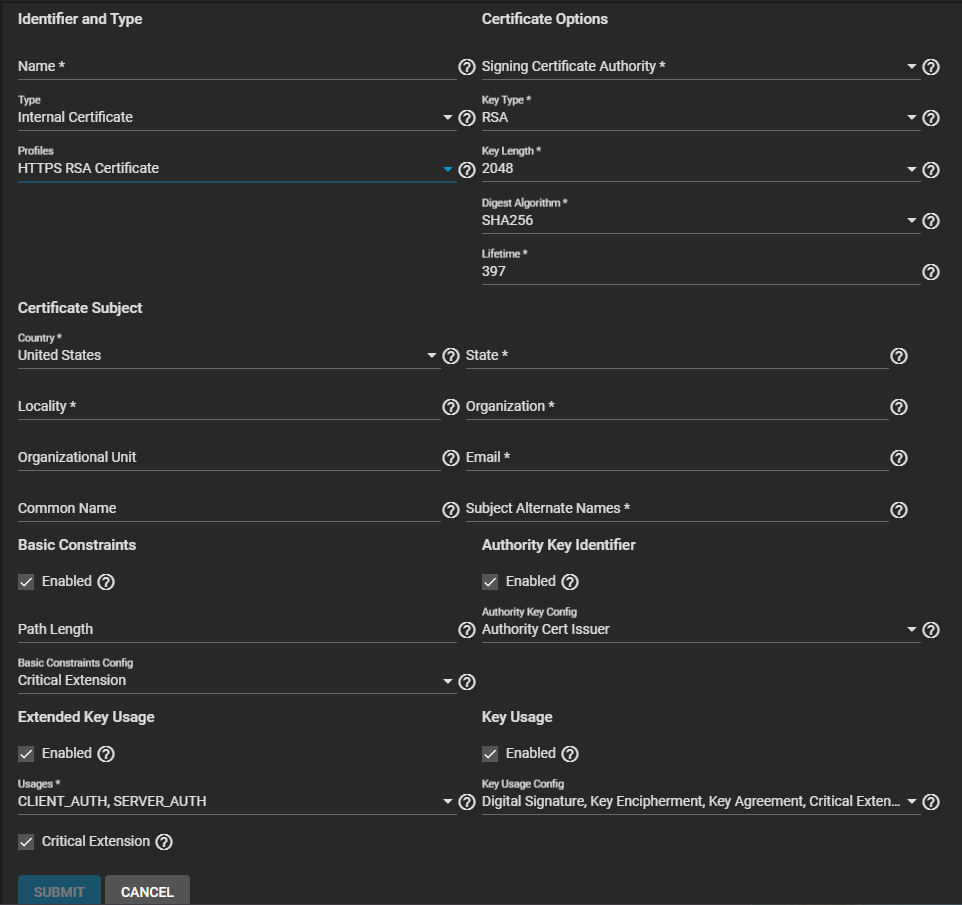 Identifier and Type
Certificate Options
Name *
Signing Certificate Authority *
Type
Internal Certificate
Key Type *
RSA
Profiles
HTTPS RSA Certificate
Key Length *
2048
Digest Algorithm *
SHA256
Lifetime *
397
Certificate Subject
Country *
United States
State *
Locality *
Organization *
Organizational Unit
Email *
Common Name
Subject Alternate Names *
Basic Constraints
Authority Key Identifier
Enabled
Enabled
Path Length
Authority Key Config
Authority Cert Issuer
Basic Constraints Config
Critical Extension
Extended Key Usage
Key Usage
Enabled
Enabled
Usages *
CLIENT_AUTH, SERVER_AUTH
Key Usage Config
Digital Signature, Key Encipherment, Key Agreement, Critical Exten...
Critical Extension
SUBMIT
CANCEL